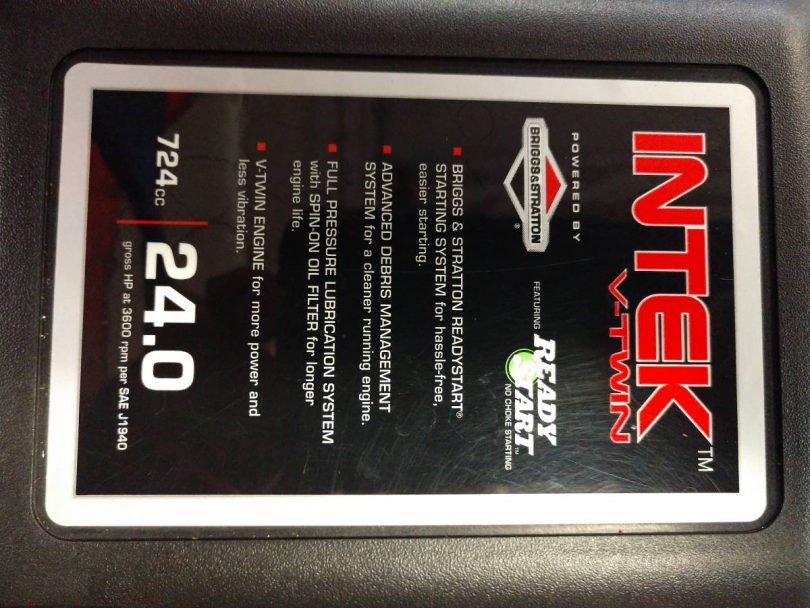 INTEK™
V-TWIN
POWERED BY
BRIGGS & STRATTON®
FEATURING READY
START™
NO CHOKE STARTING
▪ BRIGGS & STRATTON READYSTART®
STARTING SYSTEM for hassle-free,
easier starting.
▪ ADVANCED DEBRIS MANAGEMENT
SYSTEM for a cleaner running engine.
▪ FULL PRESSURE LUBRICATION SYSTEM
with SPIN-ON OIL FILTER for longer
engine life.
▪ V-TWIN ENGINE for more power and
less vibration.
724cc 24.0
gross HP at 3600 rpm per SAE J1940